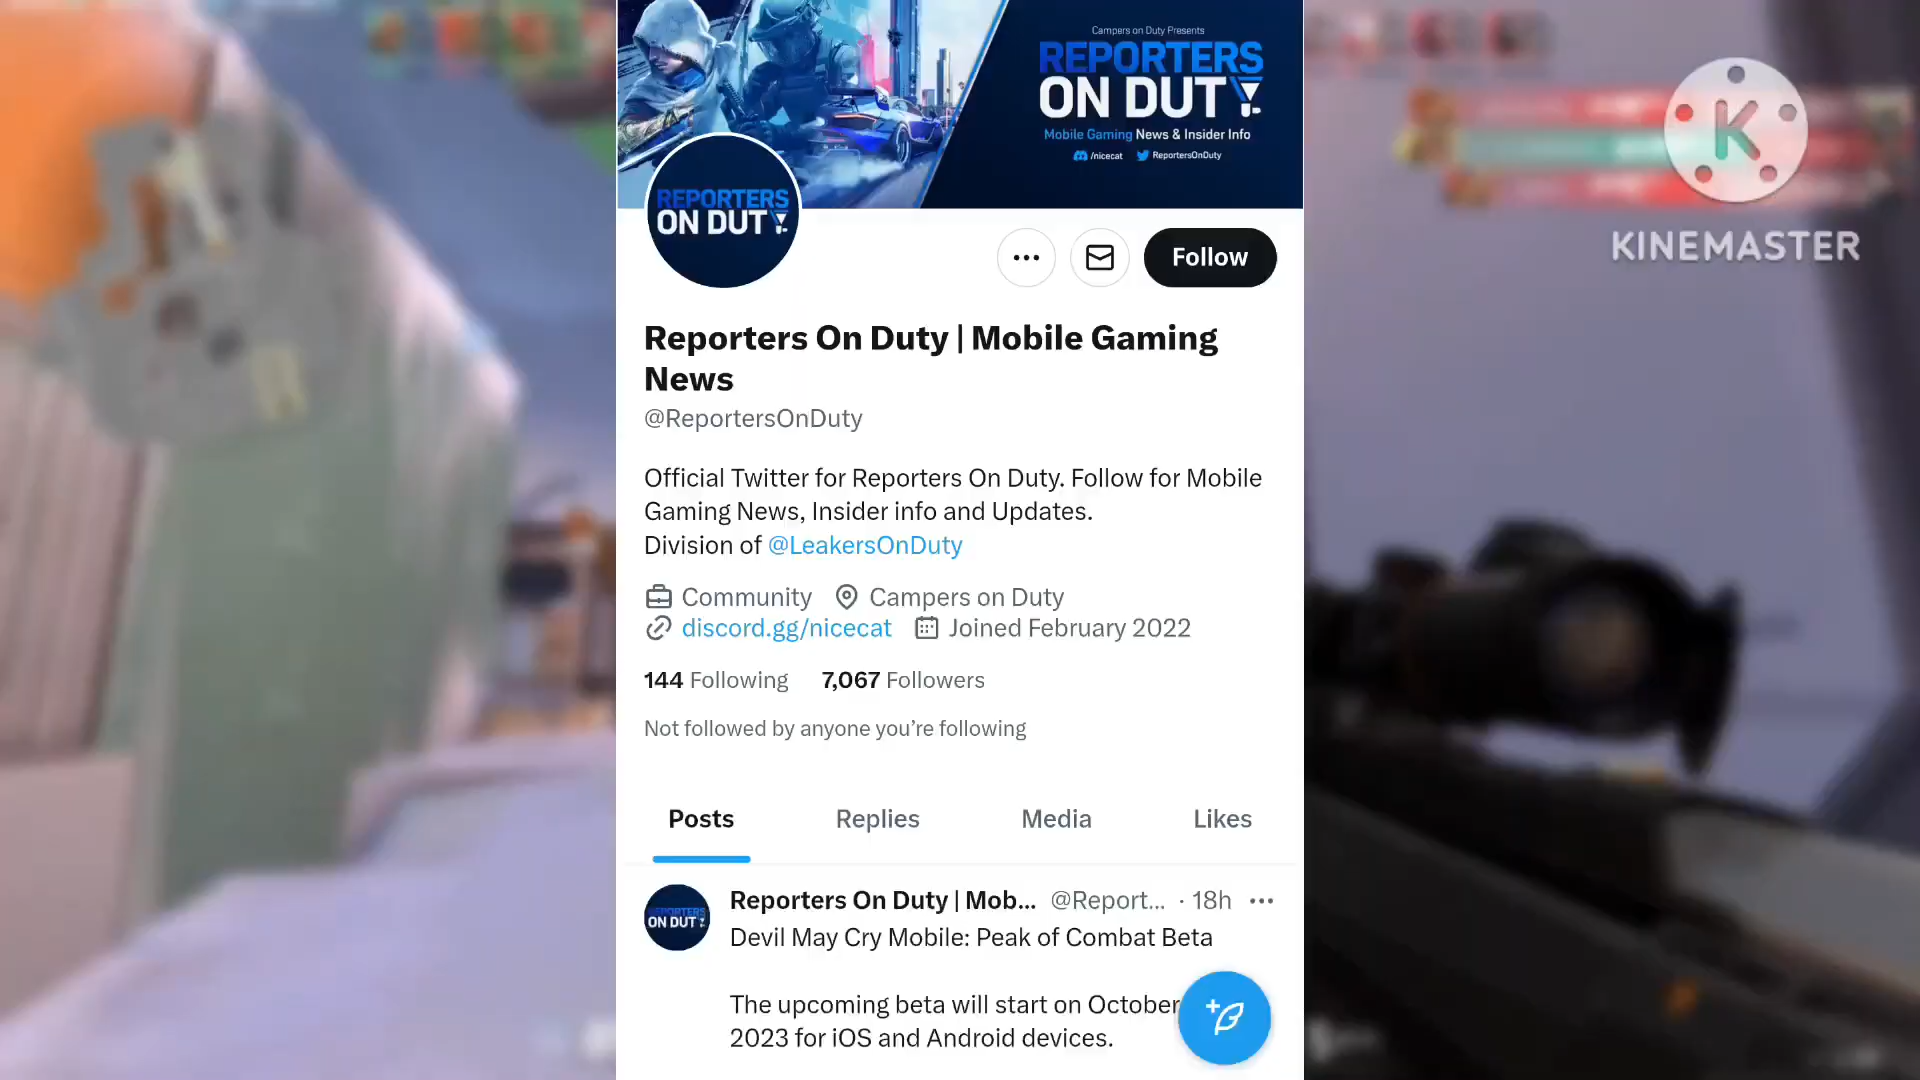 Campers on Duty Presents
REPORTERS
ON DUTY
Mobile Gaming News & Insider Info
/nicecat ReportersOnDuty
REPORTERS
ON DUTY
Follow
K
KINEMASTER
Reporters On Duty | Mobile Gaming
News
@ReportersOnDuty
Official Twitter for Reporters On Duty. Follow for Mobile
Gaming News, Insider info and Updates.
Division of @LeakersOnDuty
Community Campers on Duty
discord.gg/nicecat Joined February 2022
144 Following 7,067 Followers
Not followed by anyone you’re following
Posts Replies Media Likes
REPORTERS
ON DUTY
Reporters On Duty | Mob... @Report... · 18h
Devil May Cry Mobile: Peak of Combat Beta
The upcoming beta will start on October
2023 for iOS and Android devices.